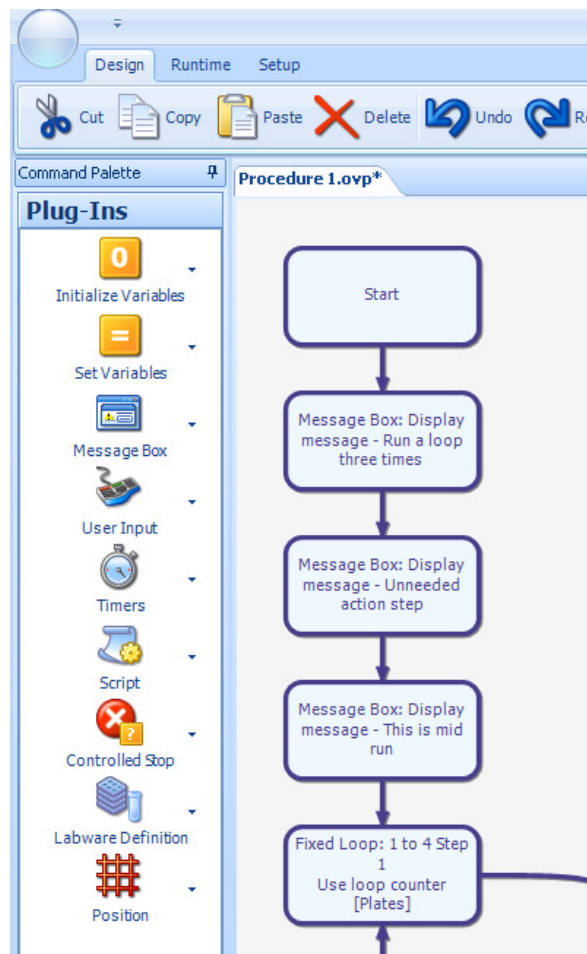 Design Runtime Setup
Cut Copy Paste Delete Undo
Command Palette
Procedure 1.ovp*
Plug-Ins
0
Initialize Variables
=
Set Variables
Message Box
User Input
Timers
Script
?
Controlled Stop
Labware Definition
Position
Start
Message Box: Display
message - Run a loop
three times
Message Box: Display
message - Unneeded
action step
Message Box: Display
message - This is mid
run
Fixed Loop: 1 to 4 Step
1
Use loop counter
[Plates]